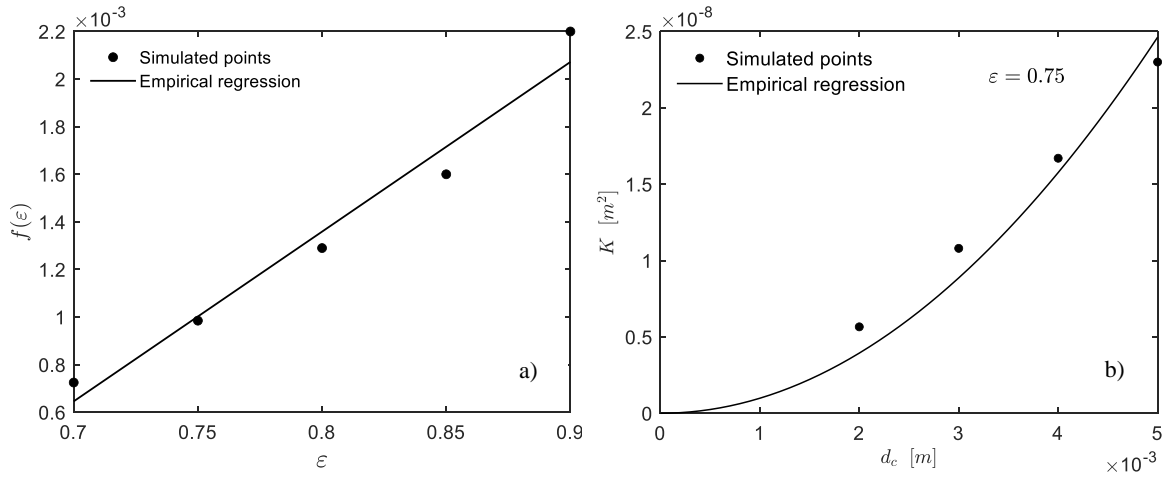 ×10⁻³
2.2
2
1.8
1.6
1.4
1.2
1
0.8
0.6
f(ε)
Simulated points
Empirical regression
a)
0.7
0.75
0.8
0.85
0.9
ε
×10⁻⁸
2.5
2
1.5
1
0.5
0
K [m²]
Simulated points
Empirical regression
ε = 0.75
b)
0
1
2
3
4
5
d_c [m]
×10⁻³